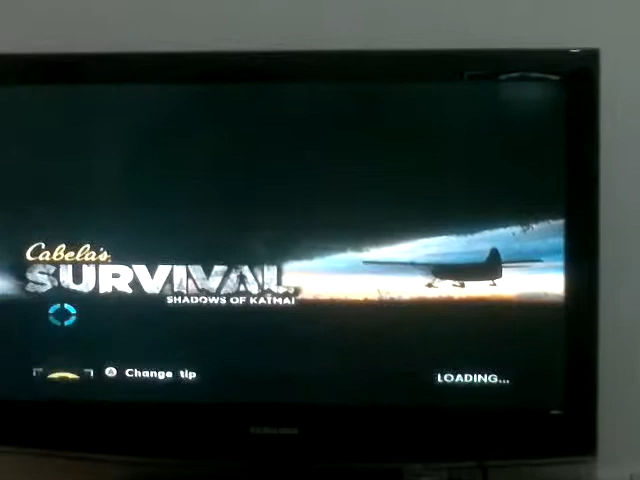 Cabela's
SURVIVAL
SHADOWS OF KATMAI
A Change tip
LOADING...